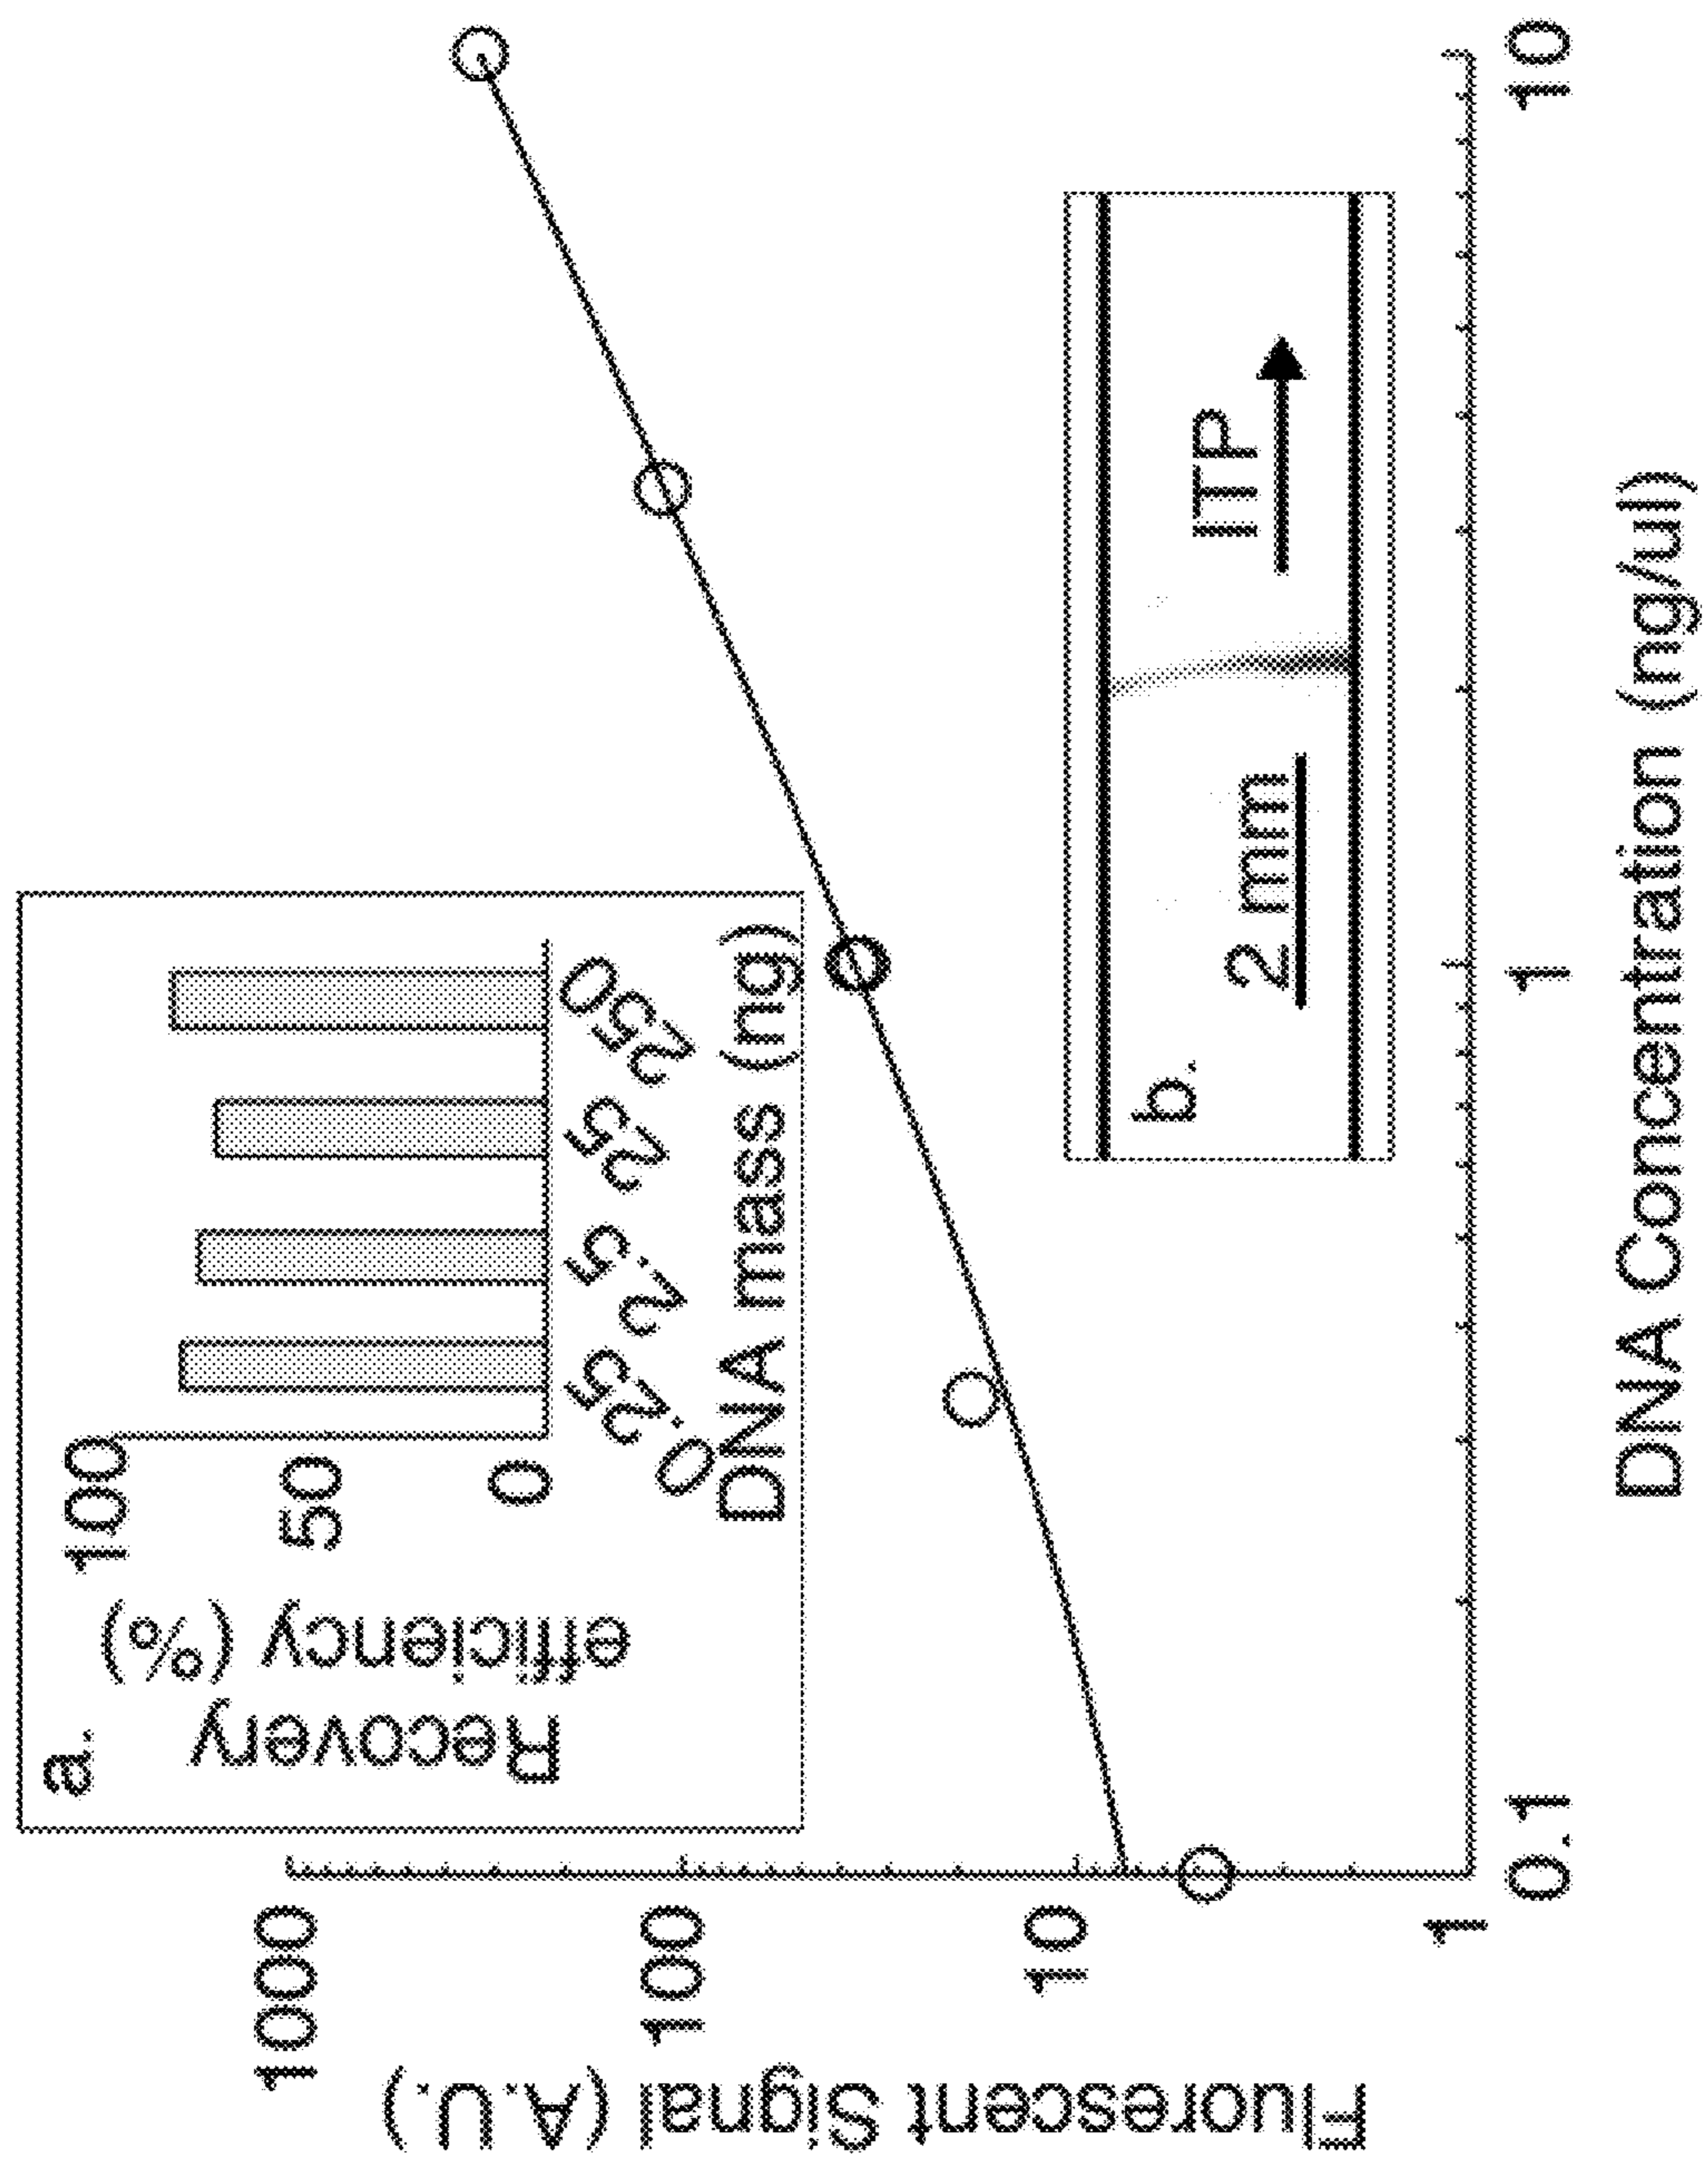 a.
Recovery
efficiency (%)
100
50
0
0.25
2.5
25
250
DNA mass (ng)
Fluorescent Signal (A.U.)
1000
100
10
1
b.
2 mm
ITP
0.1
1
10
DNA Concentration (ng/ul)